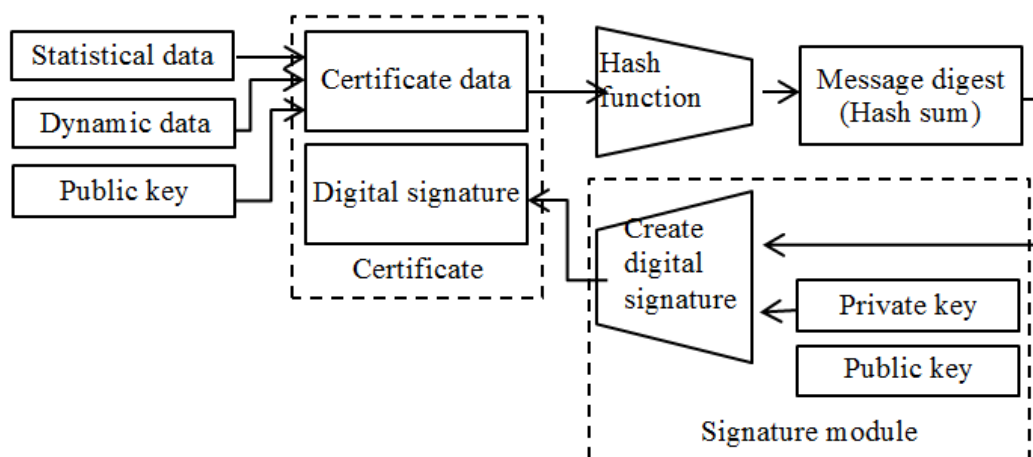 Statistical data
Dynamic data
Public key
Certificate data
Digital signature
Certificate
Hash
function
Message digest
(Hash sum)
Create
digital
signature
Private key
Public key
Signature module